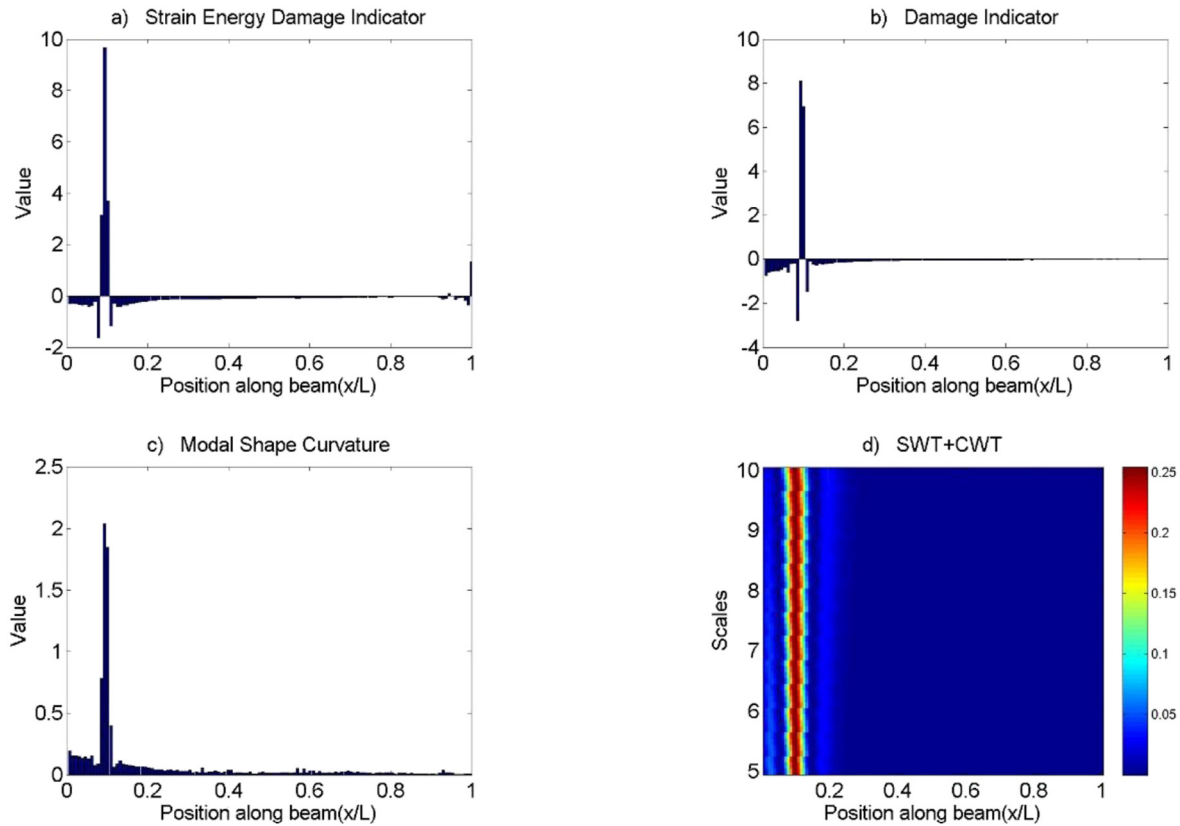 a) Strain Energy Damage Indicator
10
8
6
4
2
0
-2
Value
0 0.2 0.4 0.6 0.8 1
Position along beam(x/L)
b) Damage Indicator
10
8
6
4
2
0
-2
-4
Value
0 0.2 0.4 0.6 0.8 1
Position along beam(x/L)
c) Modal Shape Curvature
2.5
2
1.5
1
0.5
0
Value
0 0.2 0.4 0.6 0.8 1
Position along beam(x/L)
d) SWT+CWT
10
9
8
7
6
5
Scales
0.2 0.4 0.6 0.8 1
Position along beam(x/L)
0.25
0.2
0.15
0.1
0.05